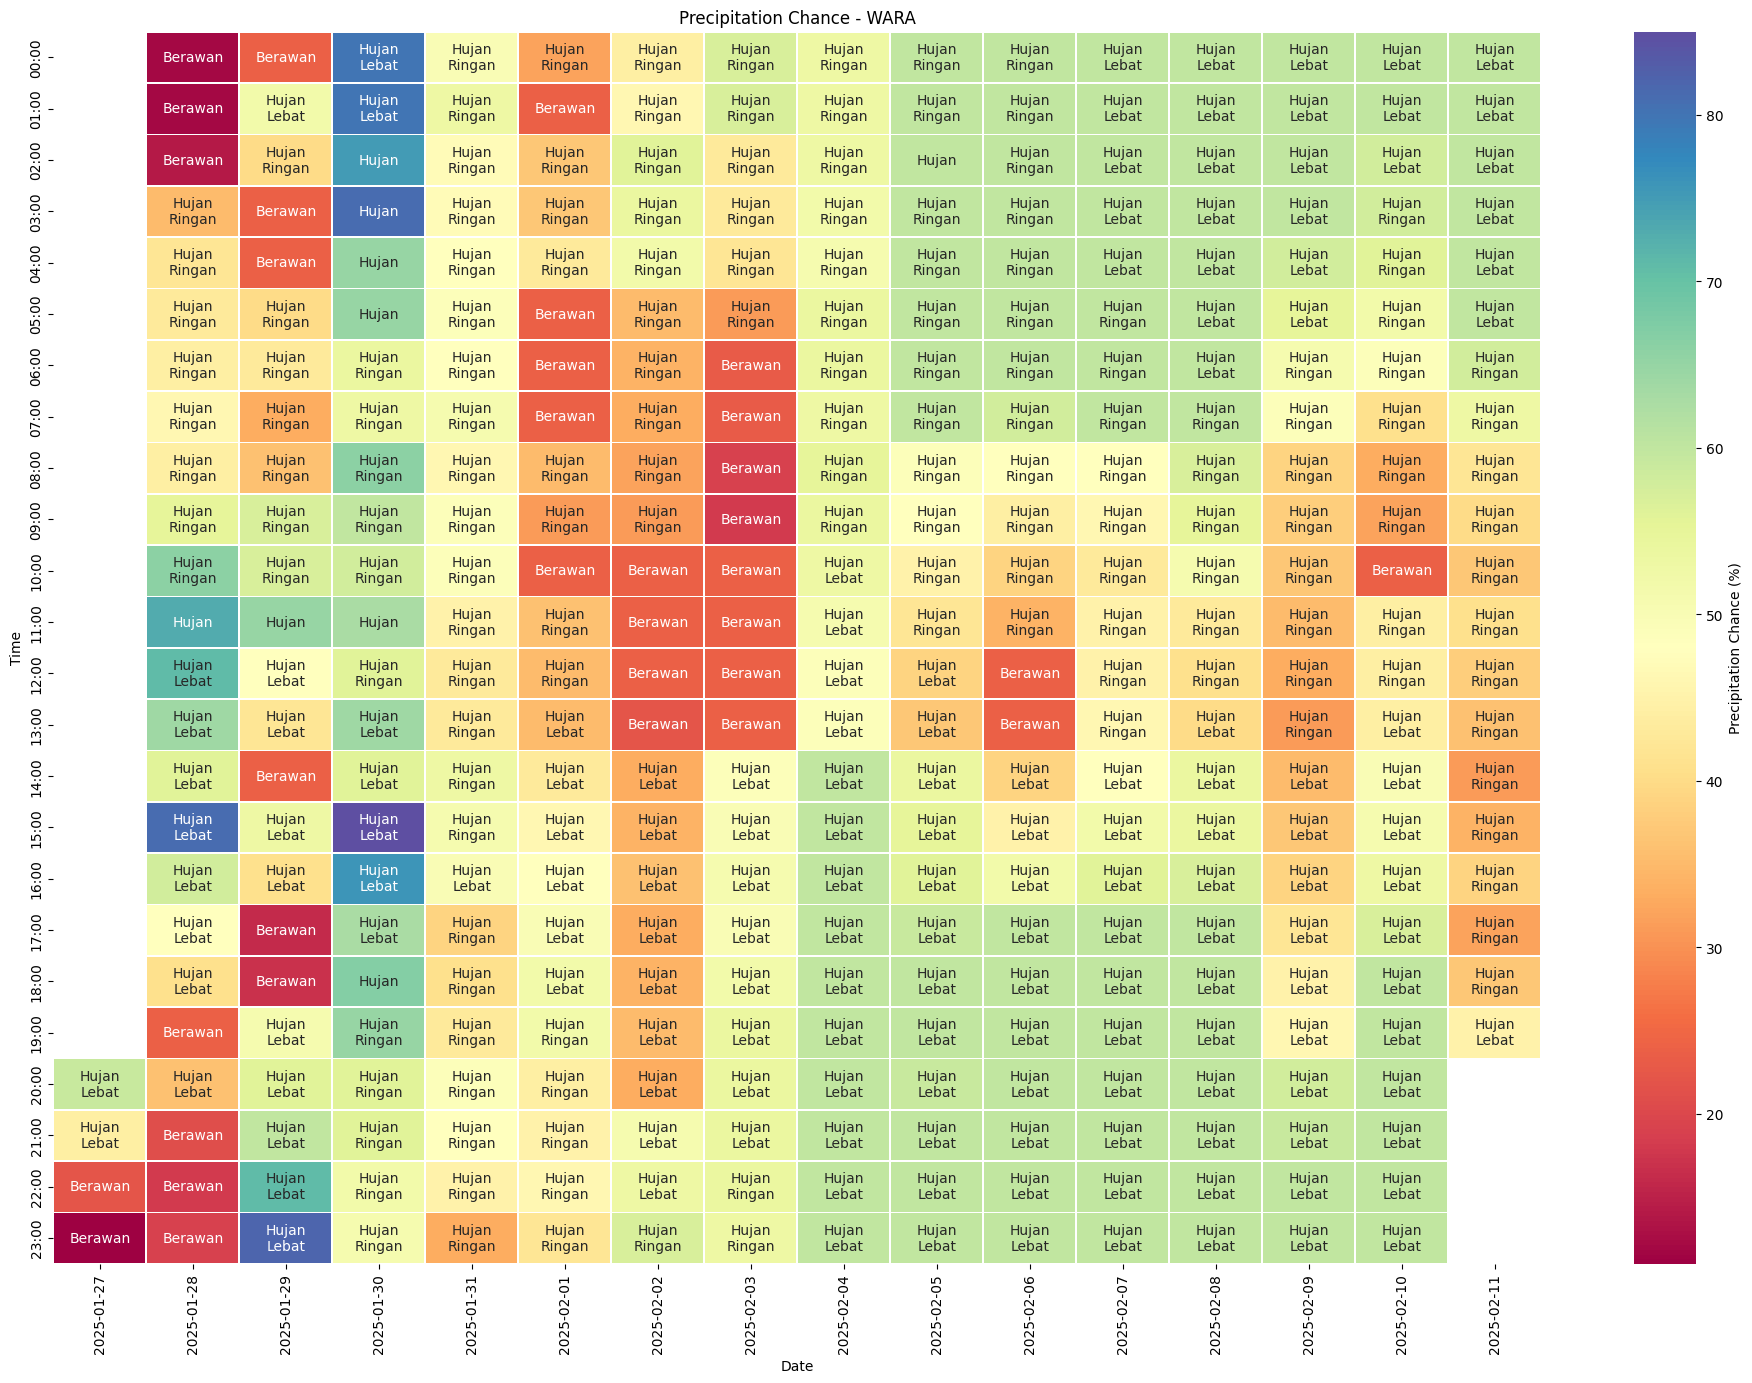 Precipitation Chance - WARA
00:00 Berawan Berawan Hujan Lebat Hujan Ringan Hujan Ringan Hujan Ringan Hujan Ringan Hujan Ringan Hujan Ringan Hujan Ringan Hujan Lebat Hujan Lebat Hujan Lebat Hujan Lebat Hujan Lebat
01:00 Berawan Hujan Lebat Hujan Lebat Hujan Ringan Berawan Hujan Ringan Hujan Ringan Hujan Ringan Hujan Ringan Hujan Ringan Hujan Lebat Hujan Lebat Hujan Lebat Hujan Lebat Hujan Lebat
02:00 Berawan Hujan Ringan Hujan Hujan Ringan Hujan Ringan Hujan Ringan Hujan Ringan Hujan Ringan Hujan Hujan Ringan Hujan Lebat Hujan Lebat Hujan Lebat Hujan Lebat Hujan Lebat
03:00 Hujan Ringan Berawan Hujan Hujan Ringan Hujan Ringan Hujan Ringan Hujan Ringan Hujan Ringan Hujan Ringan Hujan Ringan Hujan Lebat Hujan Lebat Hujan Lebat Hujan Ringan Hujan Lebat
04:00 Hujan Ringan Berawan Hujan Hujan Ringan Hujan Ringan Hujan Ringan Hujan Ringan Hujan Ringan Hujan Ringan Hujan Ringan Hujan Lebat Hujan Lebat Hujan Lebat Hujan Ringan Hujan Lebat
05:00 Hujan Ringan Hujan Ringan Hujan Hujan Ringan Berawan Hujan Ringan Hujan Ringan Hujan Ringan Hujan Ringan Hujan Ringan Hujan Ringan Hujan Lebat Hujan Lebat Hujan Ringan Hujan Lebat
06:00 Hujan Ringan Hujan Ringan Hujan Ringan Hujan Ringan Berawan Hujan Ringan Berawan Hujan Ringan Hujan Ringan Hujan Ringan Hujan Ringan Hujan Lebat Hujan Ringan Hujan Ringan Hujan Ringan
07:00 Hujan Ringan Hujan Ringan Hujan Ringan Hujan Ringan Berawan Hujan Ringan Berawan Hujan Ringan Hujan Ringan Hujan Ringan Hujan Ringan Hujan Ringan Hujan Ringan Hujan Ringan Hujan Ringan
08:00 Hujan Ringan Hujan Ringan Hujan Ringan Hujan Ringan Hujan Ringan Hujan Ringan Berawan Hujan Ringan Hujan Ringan Hujan Ringan Hujan Ringan Hujan Ringan Hujan Ringan Hujan Ringan Hujan Ringan
09:00 Hujan Ringan Hujan Ringan Hujan Ringan Hujan Ringan Hujan Ringan Hujan Ringan Berawan Hujan Ringan Hujan Ringan Hujan Ringan Hujan Ringan Hujan Ringan Hujan Ringan Hujan Ringan Hujan Ringan
10:00 Hujan Ringan Hujan Ringan Hujan Ringan Hujan Ringan Berawan Berawan Berawan Hujan Lebat Hujan Ringan Hujan Ringan Hujan Ringan Hujan Ringan Hujan Ringan Berawan Hujan Ringan
11:00 Hujan Hujan Hujan Hujan Ringan Hujan Ringan Berawan Berawan Hujan Lebat Hujan Ringan Hujan Ringan Hujan Ringan Hujan Ringan Hujan Ringan Hujan Ringan Hujan Ringan
12:00 Hujan Lebat Hujan Lebat Hujan Ringan Hujan Ringan Hujan Ringan Berawan Berawan Hujan Lebat Hujan Lebat Berawan Hujan Ringan Hujan Ringan Hujan Ringan Hujan Ringan Hujan Ringan
13:00 Hujan Lebat Hujan Lebat Hujan Lebat Hujan Ringan Hujan Lebat Berawan Berawan Hujan Lebat Hujan Lebat Berawan Hujan Ringan Hujan Lebat Hujan Ringan Hujan Lebat Hujan Ringan
14:00 Hujan Lebat Berawan Hujan Lebat Hujan Ringan Hujan Lebat Hujan Lebat Hujan Lebat Hujan Lebat Hujan Lebat Hujan Lebat Hujan Lebat Hujan Lebat Hujan Lebat Hujan Lebat Hujan Ringan
15:00 Hujan Lebat Hujan Lebat Hujan Lebat Hujan Ringan Hujan Lebat Hujan Lebat Hujan Lebat Hujan Lebat Hujan Lebat Hujan Lebat Hujan Lebat Hujan Lebat Hujan Lebat Hujan Lebat Hujan Ringan
16:00 Hujan Lebat Hujan Lebat Hujan Lebat Hujan Lebat Hujan Lebat Hujan Lebat Hujan Lebat Hujan Lebat Hujan Lebat Hujan Lebat Hujan Lebat Hujan Lebat Hujan Lebat Hujan Lebat Hujan Ringan
17:00 Hujan Lebat Berawan Hujan Lebat Hujan Ringan Hujan Lebat Hujan Lebat Hujan Lebat Hujan Lebat Hujan Lebat Hujan Lebat Hujan Lebat Hujan Lebat Hujan Lebat Hujan Lebat Hujan Ringan
18:00 Hujan Lebat Berawan Hujan Hujan Ringan Hujan Lebat Hujan Lebat Hujan Lebat Hujan Lebat Hujan Lebat Hujan Lebat Hujan Lebat Hujan Lebat Hujan Lebat Hujan Lebat Hujan Ringan
19:00 Berawan Hujan Lebat Hujan Ringan Hujan Ringan Hujan Ringan Hujan Lebat Hujan Lebat Hujan Lebat Hujan Lebat Hujan Lebat Hujan Lebat Hujan Lebat Hujan Lebat Hujan Lebat Hujan Lebat
20:00 Hujan Lebat Hujan Lebat Hujan Lebat Hujan Ringan Hujan Ringan Hujan Ringan Hujan Lebat Hujan Lebat Hujan Lebat Hujan Lebat Hujan Lebat Hujan Lebat Hujan Lebat Hujan Lebat Hujan Lebat
21:00 Hujan Lebat Berawan Hujan Lebat Hujan Ringan Hujan Ringan Hujan Ringan Hujan Lebat Hujan Lebat Hujan Lebat Hujan Lebat Hujan Lebat Hujan Lebat Hujan Lebat Hujan Lebat Hujan Lebat
22:00 Berawan Berawan Hujan Lebat Hujan Ringan Hujan Ringan Hujan Ringan Hujan Lebat Hujan Ringan Hujan Lebat Hujan Lebat Hujan Lebat Hujan Lebat Hujan Lebat Hujan Lebat Hujan Lebat
23:00 Berawan Berawan Hujan Lebat Hujan Ringan Hujan Ringan Hujan Ringan Hujan Ringan Hujan Ringan Hujan Lebat Hujan Lebat Hujan Lebat Hujan Lebat Hujan Lebat Hujan Lebat Hujan Lebat
Time
2025-01-27 2025-01-28 2025-01-29 2025-01-30 2025-01-31 2025-02-01 2025-02-02 2025-02-03 2025-02-04 2025-02-05 2025-02-06 2025-02-07 2025-02-08 2025-02-09 2025-02-10 2025-02-11
Date
80
70
60
50
40
30
20
Precipitation Chance (%)